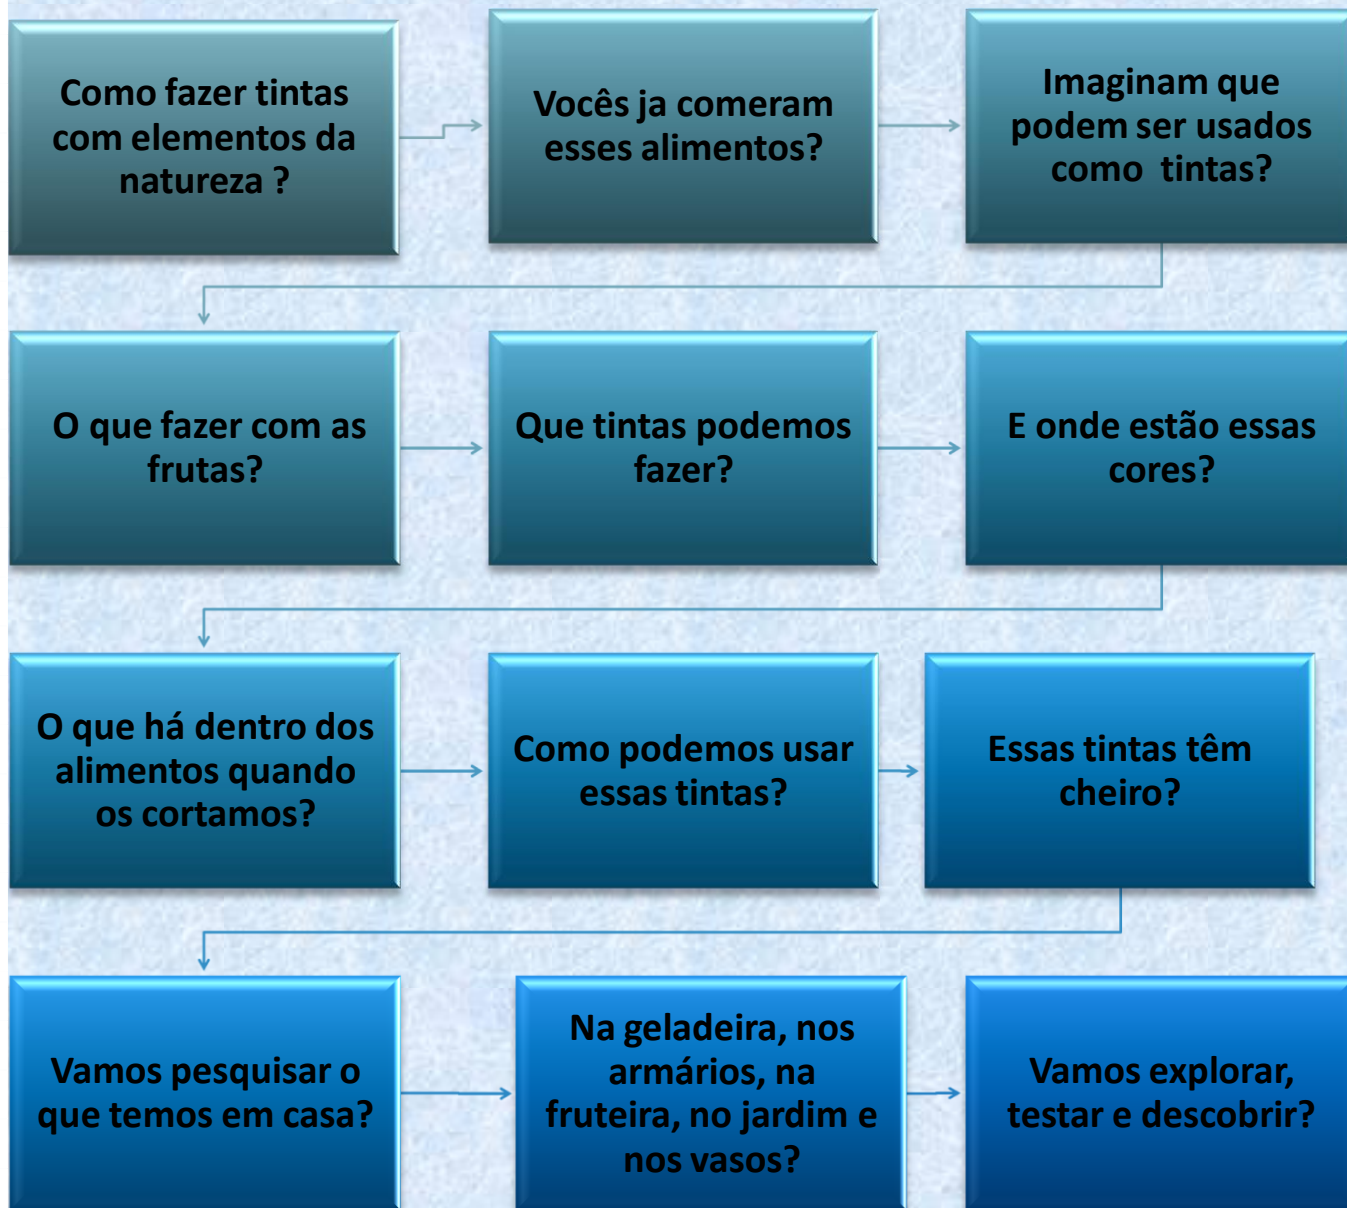 Como fazer tintas
com elementos da
natureza ?
Vocês ja comeram
esses alimentos?
Imaginam que
podem ser usados
como  tintas?
O que fazer com as
frutas?
Que tintas podemos
fazer?
E onde estão essas
cores?
O que há dentro dos
alimentos quando
os cortamos?
Como podemos usar
essas tintas?
Essas tintas têm
cheiro?
Vamos pesquisar o
que temos em casa?
Na geladeira, nos
armários, na
fruteira, no jardim e
nos vasos?
Vamos explorar,
testar e descobrir?